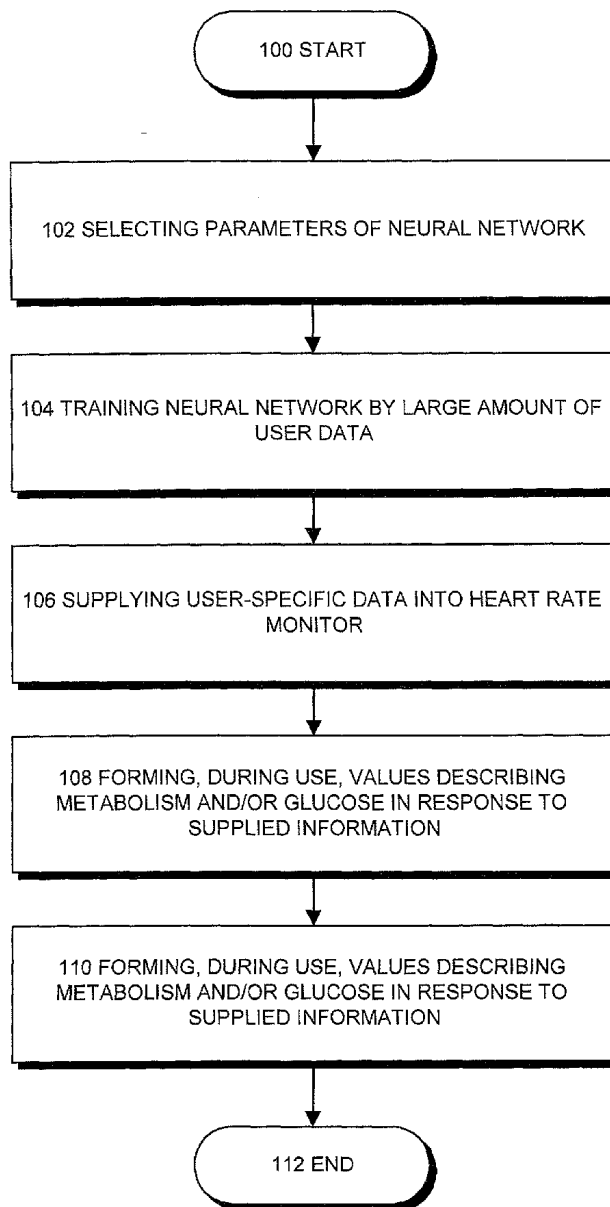 100 START
102 SELECTING PARAMETERS OF NEURAL NETWORK
104 TRAINING NEURAL NETWORK BY LARGE AMOUNT OF
USER DATA
106 SUPPLYING USER-SPECIFIC DATA INTO HEART RATE
MONITOR
108 FORMING, DURING USE, VALUES DESCRIBING
METABOLISM AND/OR GLUCOSE IN RESPONSE TO
SUPPLIED INFORMATION
110 FORMING, DURING USE, VALUES DESCRIBING
METABOLISM AND/OR GLUCOSE IN RESPONSE TO
SUPPLIED INFORMATION
112 END